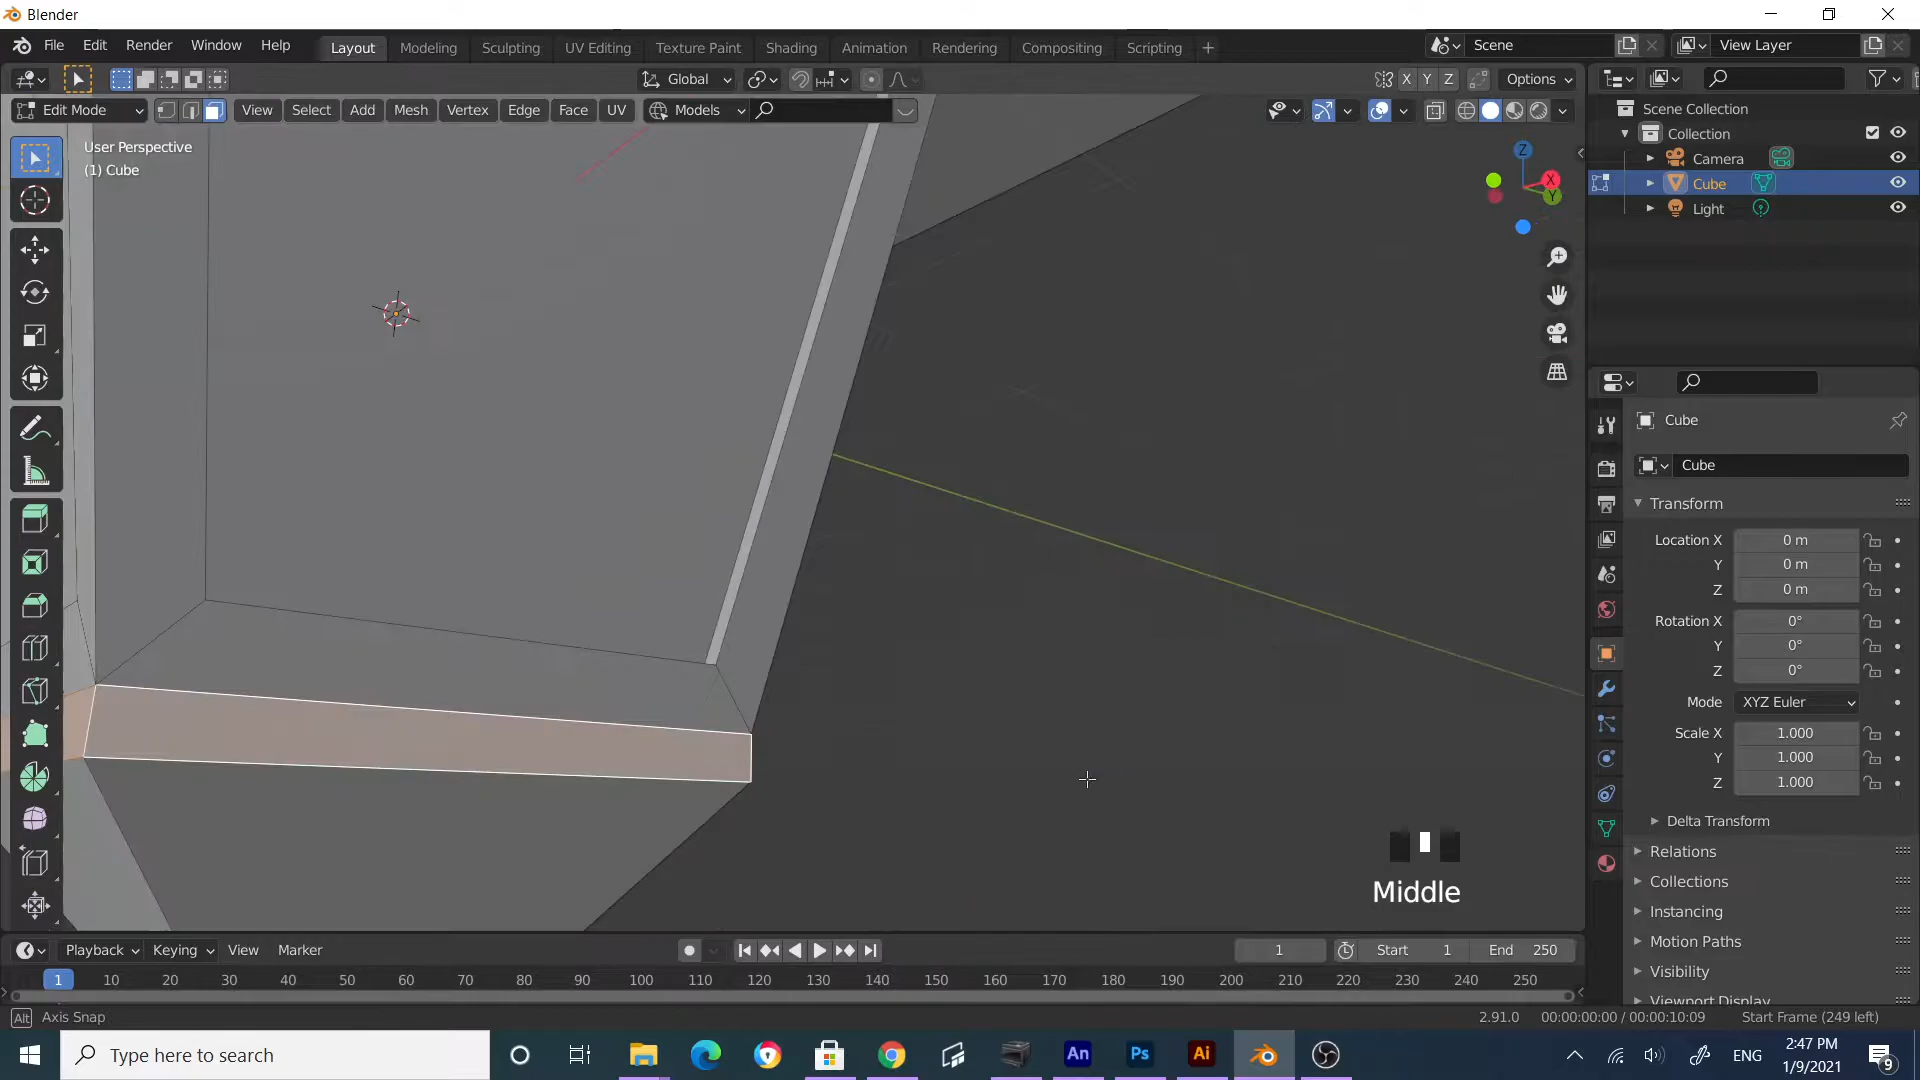 Blender
File Edit Render Window Help Layout Modeling Sculpting UV Editing Texture Paint Shading Animation Rendering Compositing Scripting + Scene View Layer
Global X Y Z Options
Edit Mode View Select Add Mesh Vertex Edge Face UV Models
User Perspective
(1) Cube
Z
X
Y
Scene Collection
Collection
Camera
Cube
Light
Cube
Cube
Transform
Location X 0 m
Y 0 m
Z 0 m
Rotation X 0°
Y 0°
Z 0°
Mode XYZ Euler
Scale X 1.000
Y 1.000
Z 1.000
Delta Transform
Relations
Collections
Instancing
Motion Paths
Visibility
Viewport Display
Middle
Playback Keying View Marker 1 Start 1 End 250
1 10 20 30 40 50 60 70 80 90 100 110 120 130 140 150 160 170 180 190 200 210 220 230 240 250
Alt Axis Snap 2.91.0 00:00:00:00 / 00:00:10:09 Start Frame (249 left)
Type here to search An Ps Ai ENG 2:47 PM
1/9/2021
9